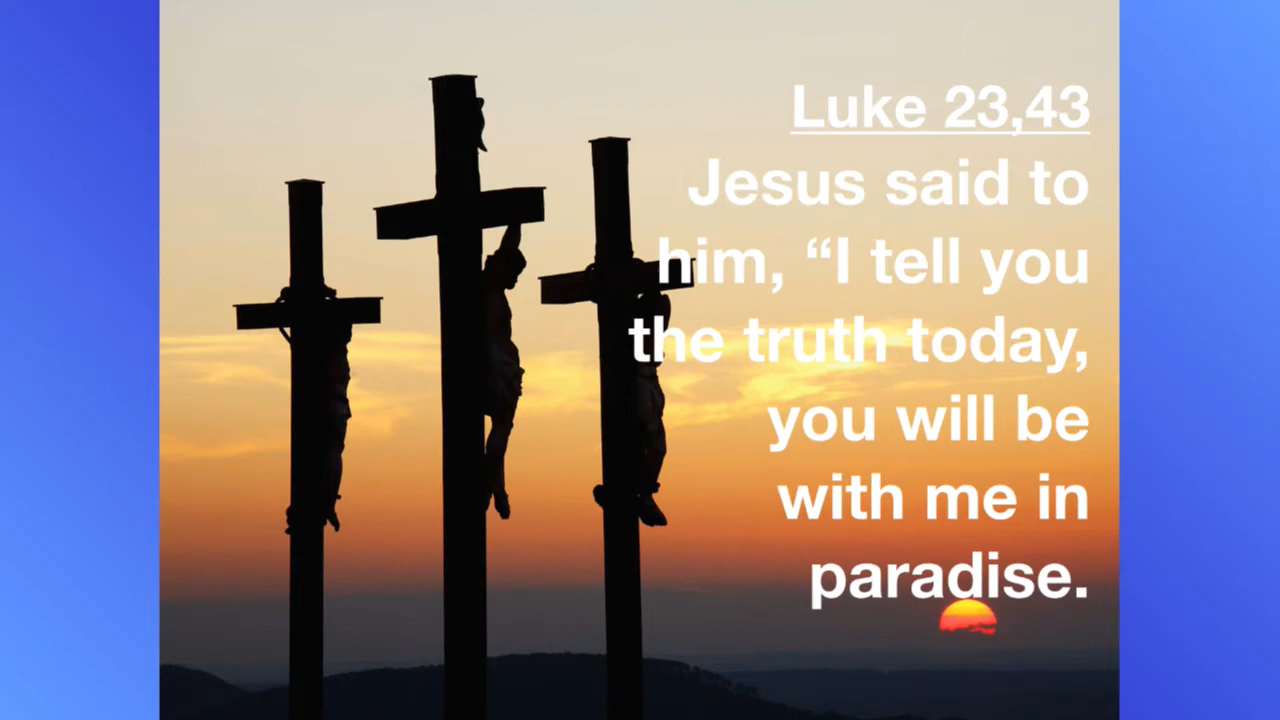 Luke 23,43
Jesus said to
him, “I tell you
the truth today,
you will be
with me in
paradise.